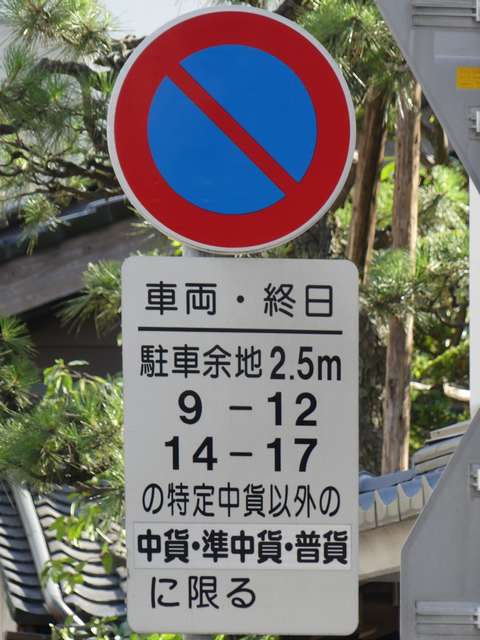 車両・終日
駐車余地2.5m
9－12
14－17
の特定中貨以外の
中貨・準中貨・普貨
に限る